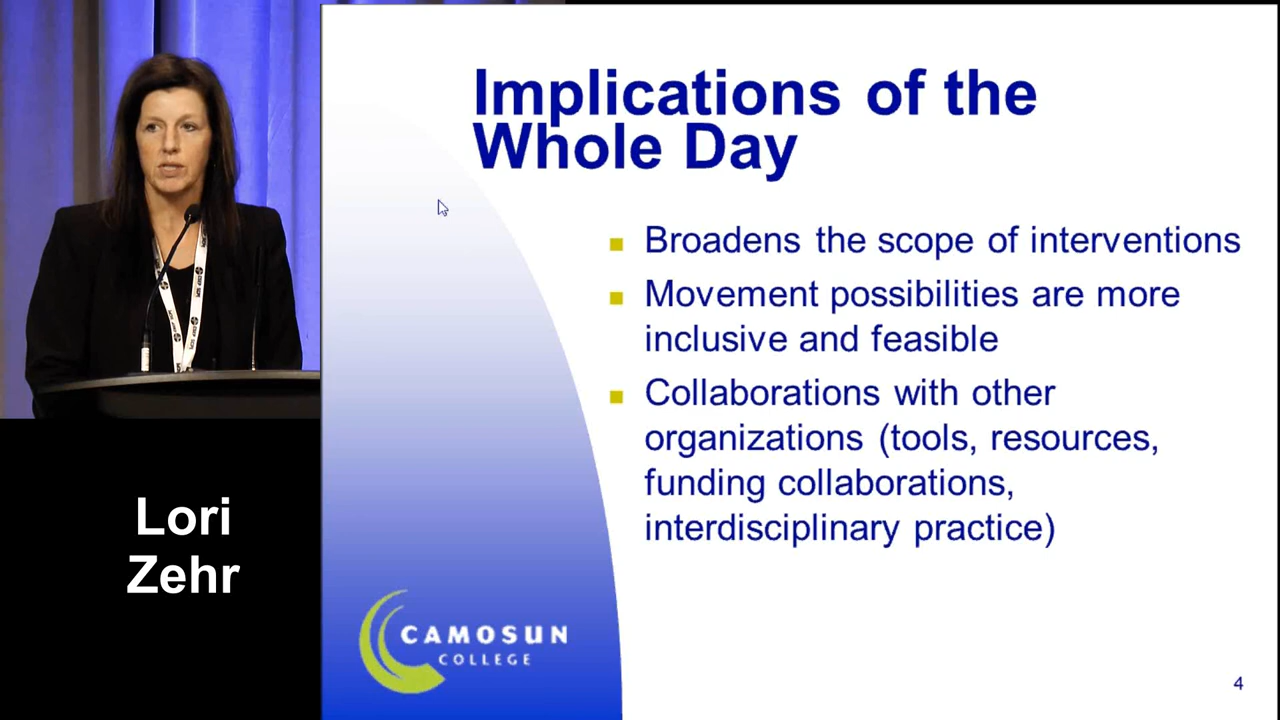 Implications of the
Whole Day
Broadens the scope of interventions
Movement possibilities are more
inclusive and feasible
Collaborations with other
organizations (tools, resources,
funding collaborations,
interdisciplinary practice)
Lori
Zehr
CAMOSUN
COLLEGE
4